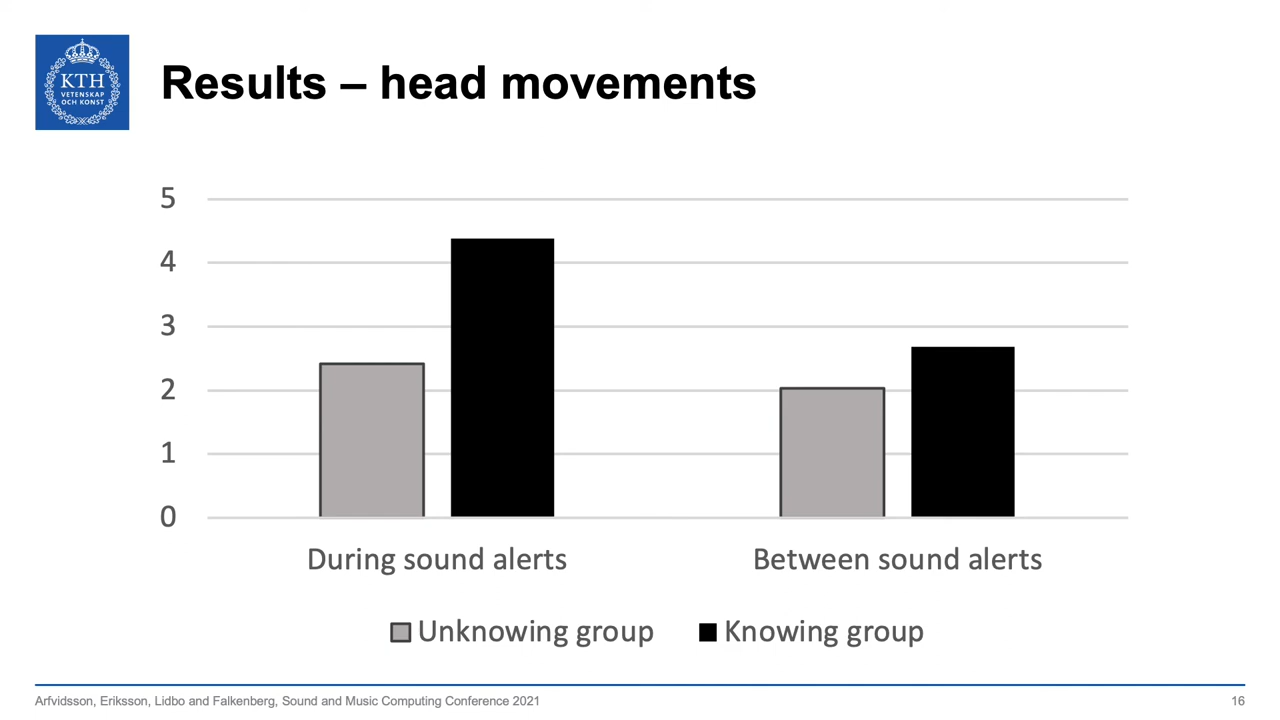 KTH
VETENSKAP
OCH KONST
Results – head movements
5
4
3
2
1
0
During sound alerts
Between sound alerts
Unknowing group
Knowing group
Arfvidsson, Eriksson, Lidbo and Falkenberg, Sound and Music Computing Conference 2021
16